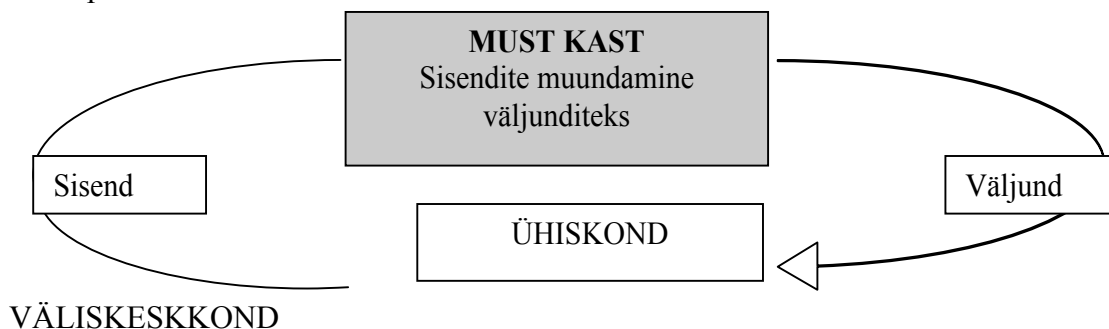 MUST KAST
Sisendite muundamine
väljunditeks
Sisend
Väljund
ÜHISKOND
VÄLISKESKKOND